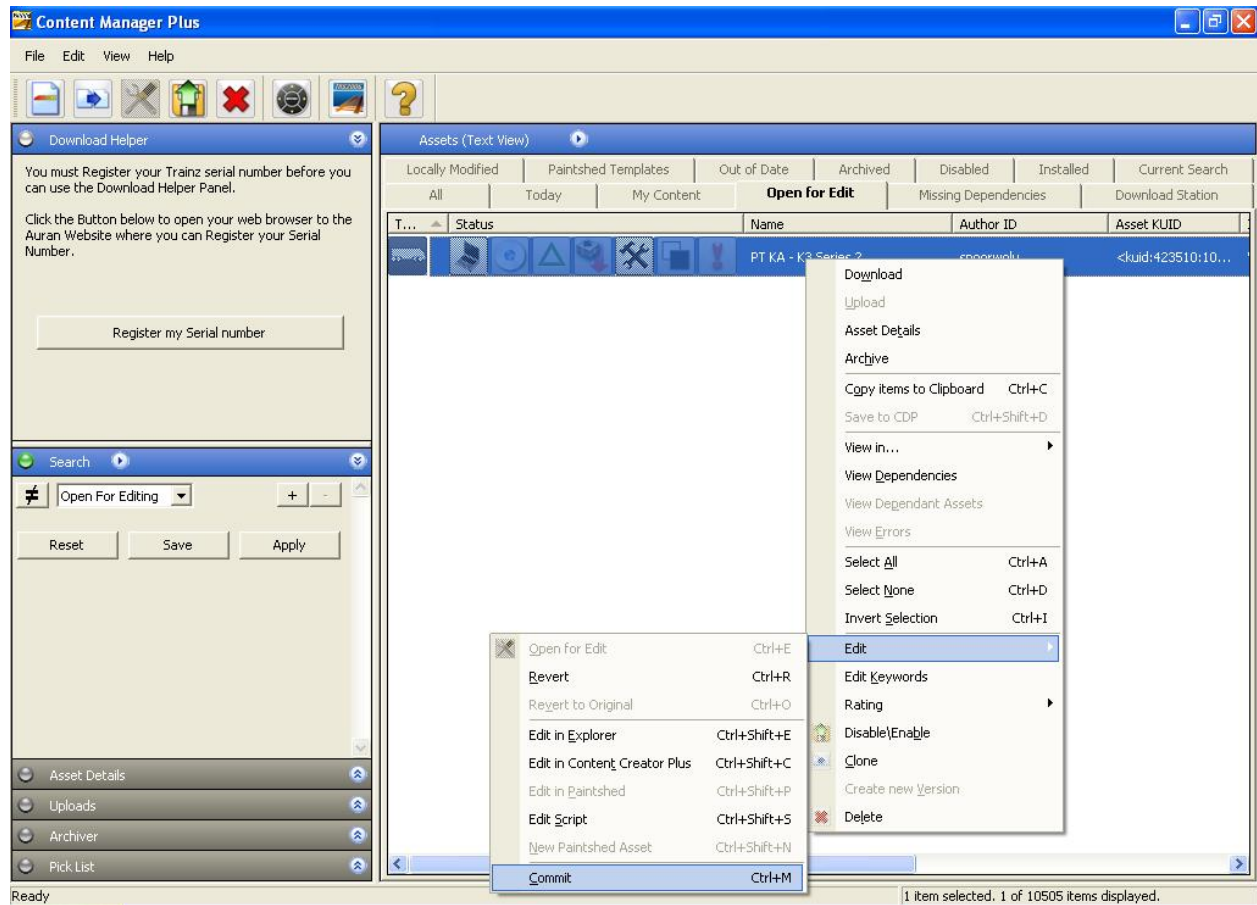 Content Manager Plus
File Edit View Help
Download Helper
You must Register your Trainz serial number before you
can use the Download Helper Panel.
Click the Button below to open your web browser to the
Auran Website where you can Register your Serial
Number.
Register my Serial number
Search
Open For Editing
+ -
Reset Save Apply
Asset Details
Uploads
Archiver
Pick List
Assets (Text View)
Locally Modified Paintshed Templates Out of Date Archived Disabled Installed Current Search
All Today My Content Open for Edit Missing Dependencies Download Station
T... Status Name Author ID Asset KUID
PT KA - K3 Series 2 <kuid:423510:10...
Download
Upload
Asset Details
Archive
Copy items to Clipboard Ctrl+C
Save to CDP Ctrl+Shift+D
View in...
View Dependencies
View Dependant Assets
View Errors
Select All Ctrl+A
Select None Ctrl+D
Invert Selection Ctrl+I
Edit
Edit Keywords
Rating
Disable\Enable
Clone
Create new Version
Delete
Open for Edit Ctrl+E
Revert Ctrl+R
Revert to Original Ctrl+O
Edit in Explorer Ctrl+Shift+E
Edit in Content Creator Plus Ctrl+Shift+C
Edit in Paintshed Ctrl+Shift+P
Edit Script Ctrl+Shift+S
New Paintshed Asset Ctrl+Shift+N
Commit Ctrl+M
Ready
1 item selected. 1 of 10505 items displayed.